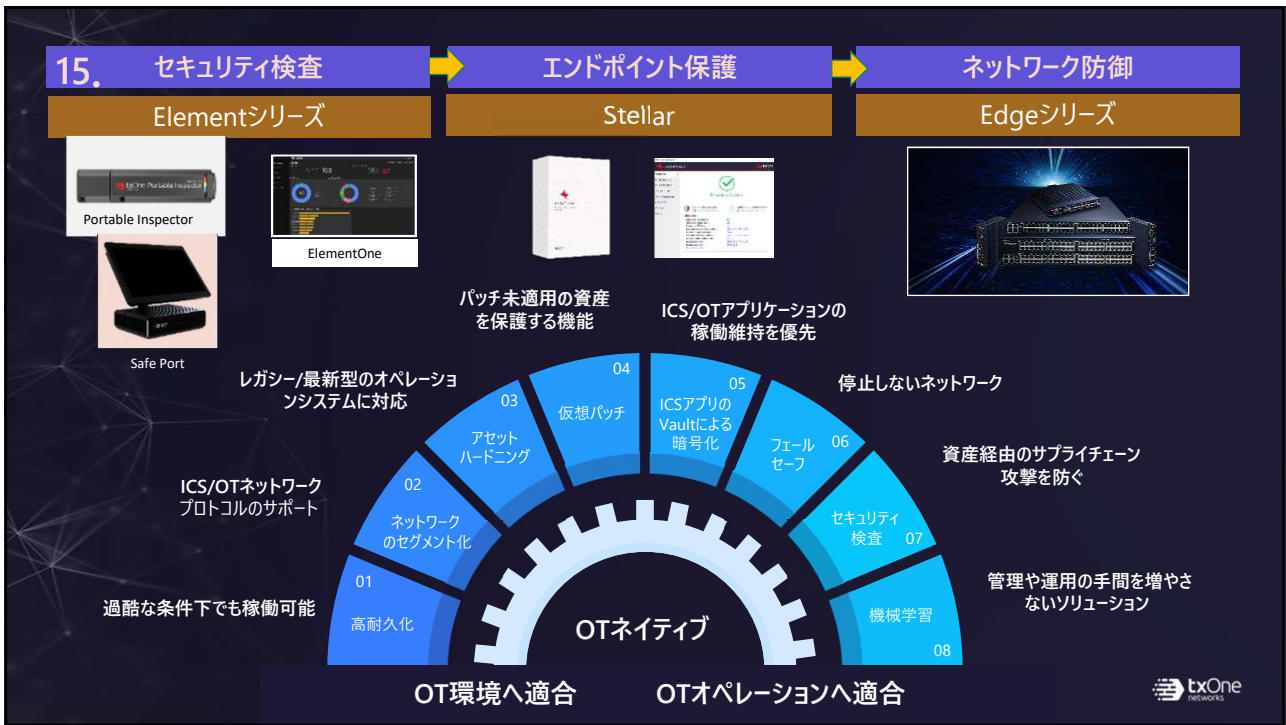 15.
セキュリティ検査
エンドポイント保護
ネットワーク防御
Elementシリーズ
Stellar
Edgeシリーズ
txOne Portable Inspector
Portable Inspector
ElementOne
Safe Port
パッチ未適用の資産
を保護する機能
ICS/OTアプリケーションの
稼働維持を優先
レガシー/最新型のオペレーショ
ンシステムに対応
停止しないネットワーク
ICS/OTネットワーク
プロトコルのサポート
資産経由のサプライチェーン
攻撃を防ぐ
過酷な条件下でも稼働可能
管理や運用の手間を増やさ
ないソリューション
01
高耐久化
02
ネットワーク
のセグメント化
03
アセット
ハードニング
04
仮想パッチ
05
ICSアプリの
Vaultによる
暗号化
06
フェール
セーフ
セキュリティ
検査 07
機械学習
08
OTネイティブ
OT環境へ適合
OTオペレーションへ適合
txOne
networks